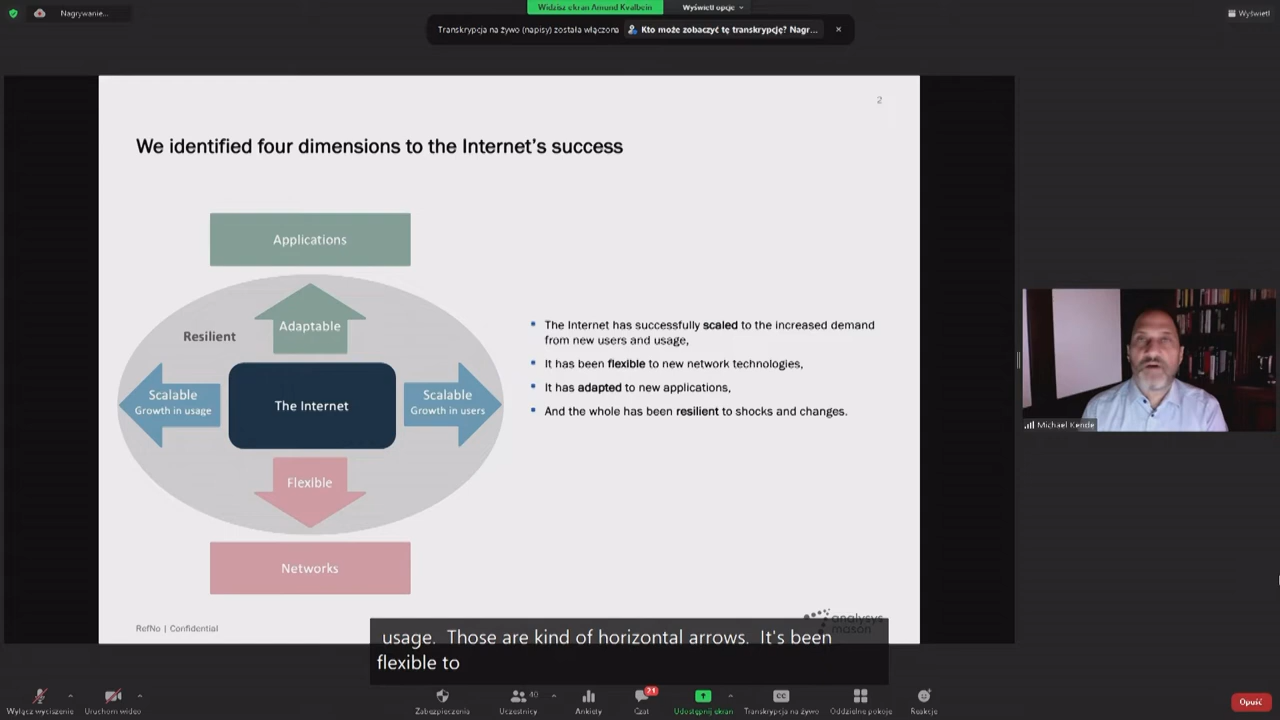 Nagrywanie...
Widzisz ekran Amund Kvalbein
Wyświetl opcje
Wyświetl
Transkrypcja na żywo (napisy) została włączona
Kto może zobaczyć tę transkrypcję? Nagr...
2
We identified four dimensions to the Internet's success
Applications
Adaptable
Resilient
Scalable
Growth in usage
The Internet
Scalable
Growth in users
Flexible
Networks
The Internet has successfully scaled to the increased demand
from new users and usage,
It has been flexible to new network technologies,
It has adapted to new applications,
And the whole has been resilient to shocks and changes.
Michael Kende
RefNo | Confidential
analysys
mason
usage. Those are kind of horizontal arrows. It's been
flexible to
Wyłącz wyciszenie
Uruchom wideo
Zabezpieczenia
40
Uczestnicy
Ankiety
21
Czat
Udostępnij ekran
CC
Transkrypcja na żywo
Oddzielne pokoje
Reakcje
Opuść